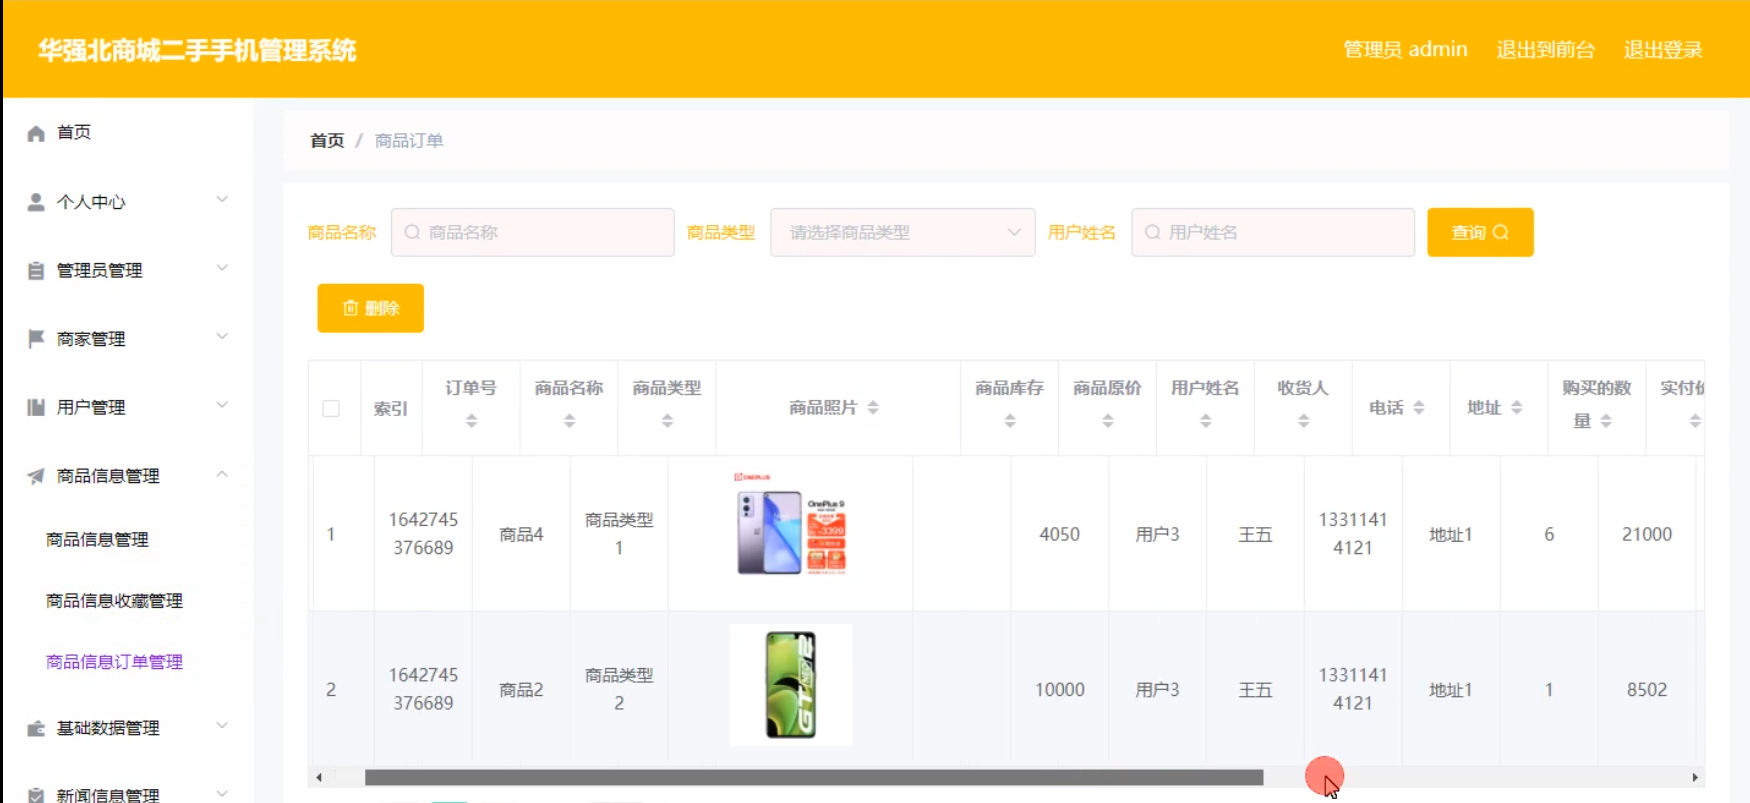 华强北商城二手手机管理系统
管理员 admin
退出到前台
退出登录
首页
个人中心
管理员管理
商家管理
用户管理
商品信息管理
商品信息管理
商品信息收藏管理
商品信息订单管理
基础数据管理
新闻信息管理
首页 / 商品订单
商品名称 商品名称 商品类型 请选择商品类型 用户姓名 用户姓名 查询
删除
索引 订单号 商品名称 商品类型 商品照片 商品库存 商品原价 用户姓名 收货人 电话 地址 购买的数量 实付
1 1642745376689 商品4 商品类型1 4050 用户3 王五 13311414121 地址1 6 21000
ONEPLUS
OnePlus 9
3399
2 1642745376689 商品2 商品类型2 10000 用户3 王五 13311414121 地址1 1 8502
GT NEO2